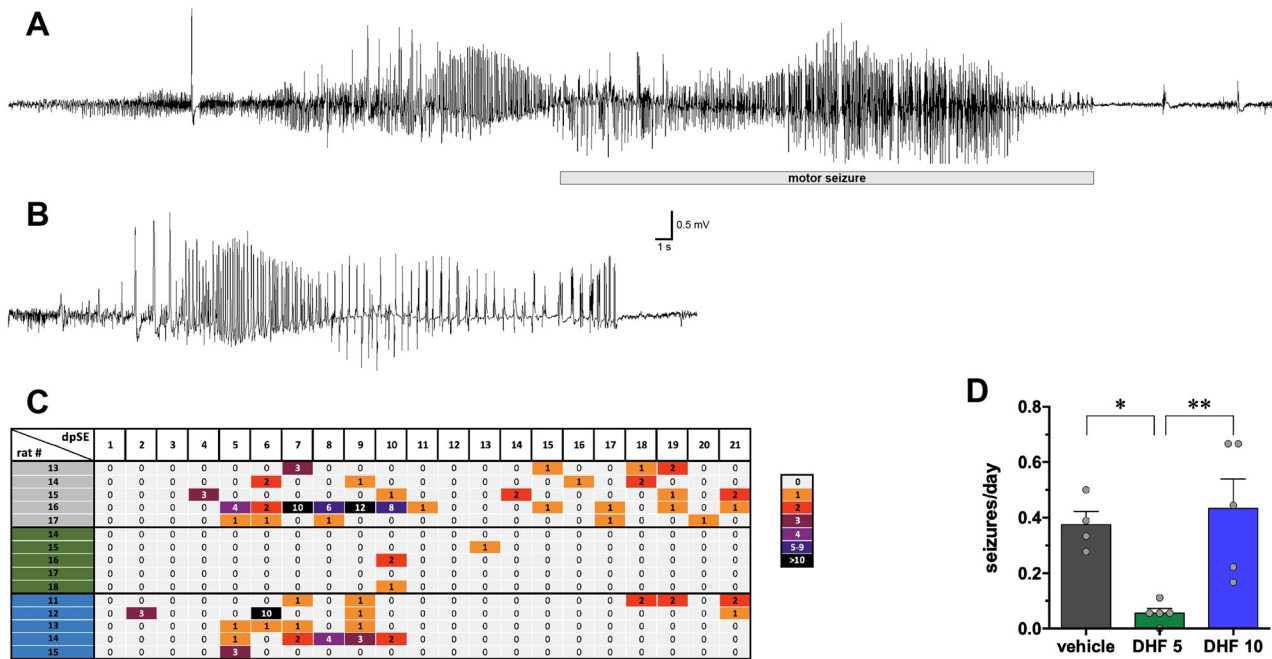 A
motor seizure
B
0.5 mV
1 s
C
dpSE
rat #
1 2 3 4 5 6 7 8 9 10 11 12 13 14 15 16 17 18 19 20 21
13 0 0 0 0 0 0 3 0 0 0 0 0 0 0 1 0 0 1 2 0 0
14 0 0 0 0 0 2 0 0 1 0 0 0 0 0 0 1 0 2 0 0 0
15 0 0 0 3 0 0 0 0 0 1 0 0 0 2 0 0 0 0 1 0 2
16 0 0 0 0 4 2 10 6 12 8 1 0 0 0 1 0 1 0 1 0 1
17 0 0 0 0 1 1 0 1 0 0 0 0 0 0 0 0 1 0 0 1 0
14 0 0 0 0 0 0 0 0 0 0 0 0 0 0 0 0 0 0 0 0 0
15 0 0 0 0 0 0 0 0 0 0 0 0 1 0 0 0 0 0 0 0 0
16 0 0 0 0 0 0 0 0 0 2 0 0 0 0 0 0 0 0 0 0 0
17 0 0 0 0 0 0 0 0 0 0 0 0 0 0 0 0 0 0 0 0 0
18 0 0 0 0 0 0 0 0 0 1 0 0 0 0 0 0 0 0 0 0 0
11 0 0 0 0 0 0 1 0 1 0 0 0 0 0 0 0 0 2 2 0 2
12 0 3 0 0 0 10 0 0 1 0 0 0 0 0 0 0 0 0 0 0 1
13 0 0 0 0 1 1 1 0 1 0 0 0 0 0 0 0 0 0 0 0 0
14 0 0 0 0 1 0 2 4 3 2 0 0 0 0 0 0 0 0 0 0 0
15 0 0 0 0 3 0 0 0 0 0 0 0 0 0 0 0 0 0 0 0 0
0
1
2
3
4
5-9
>10
D
* **
seizures/day
0.8
0.6
0.4
0.2
0.0
vehicle DHF 5 DHF 10